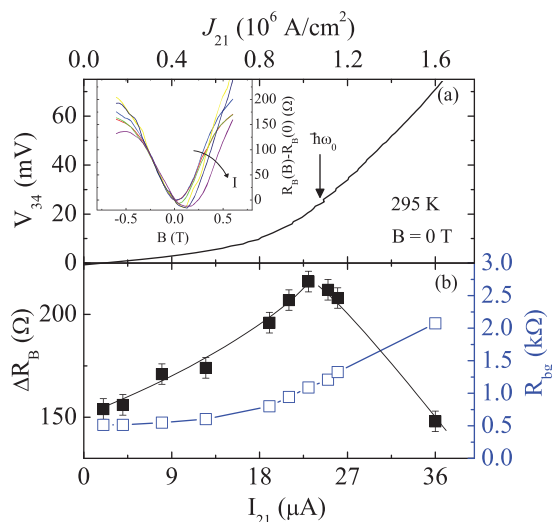 J21 (10^6 A/cm^2)
0.0 0.4 0.8 1.2 1.6
(a)
60
40
20
0
V34 (mV)
200
150
100
50
0
RB(B)-RB(0) (Ω)
I
-0.5 0.0 0.5
B (T)
ħω0
295 K
B = 0 T
(b)
200
150
ΔRB (Ω)
3.0
2.5
2.0
1.5
1.0
0.5
0.0
Rbg (kΩ)
0 9 18 27 36
I21 (μA)